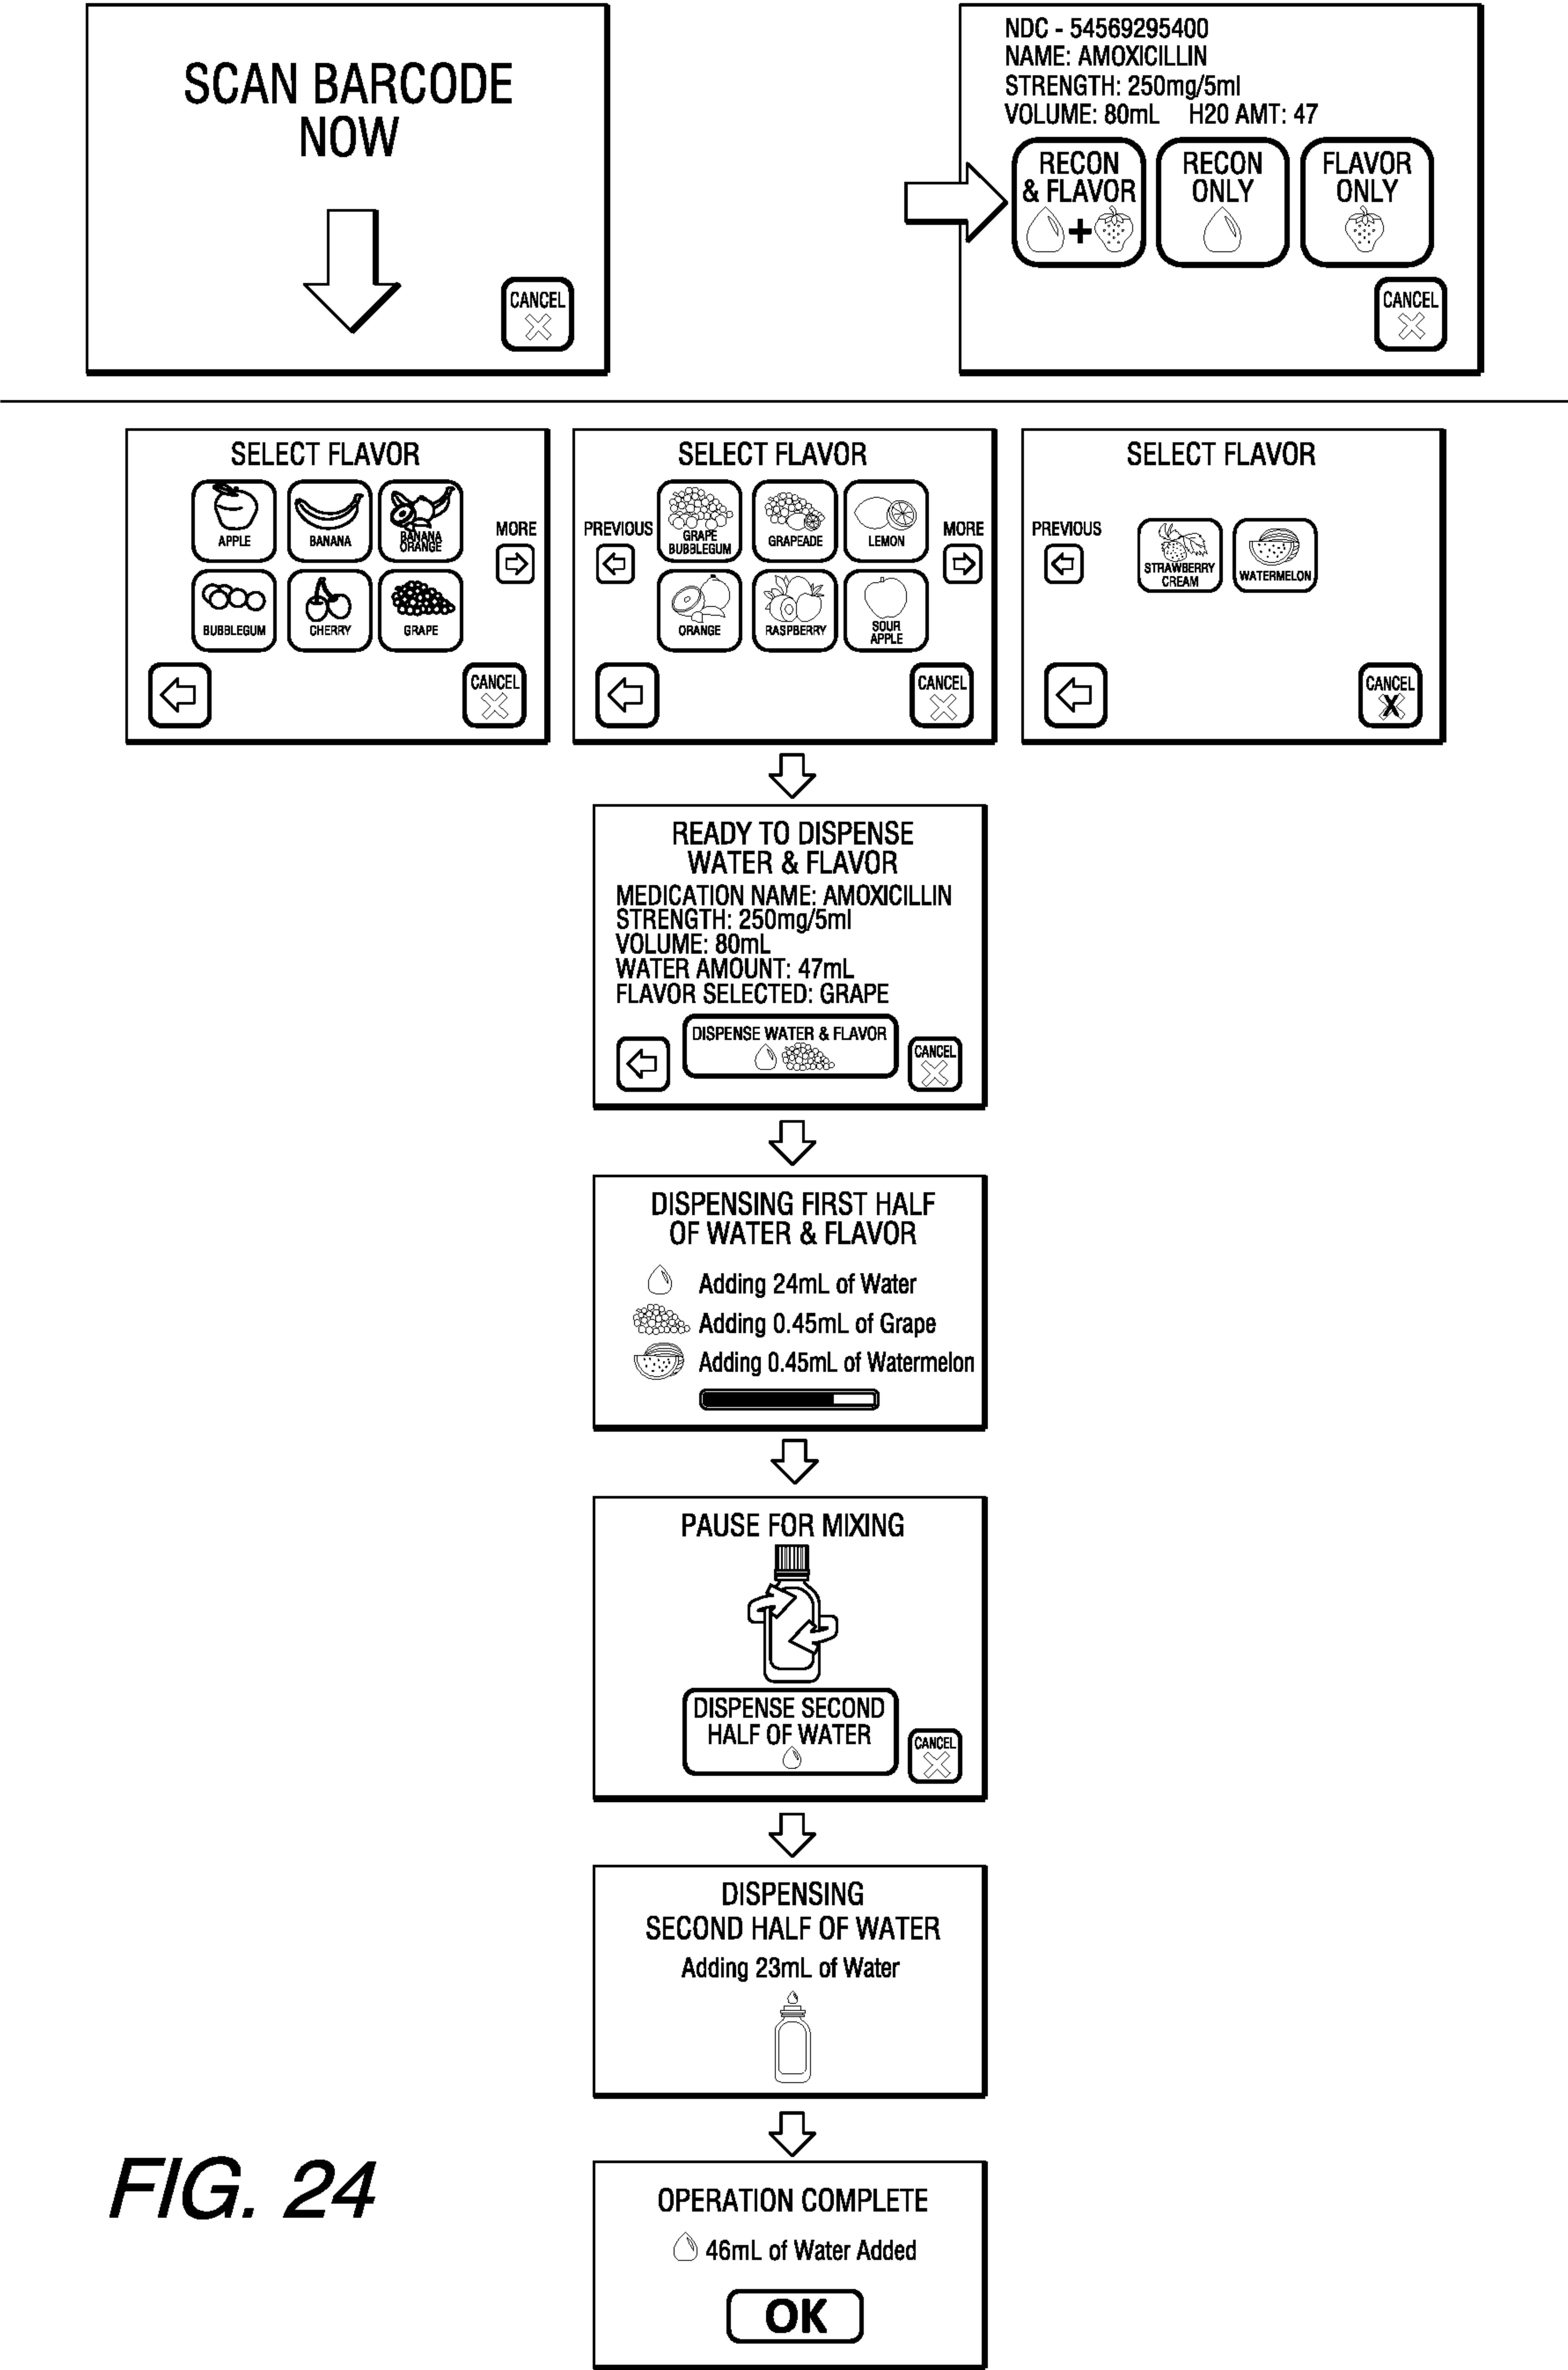 SCAN BARCODE
NOW
CANCEL
NDC - 54569295400
NAME: AMOXICILLIN
STRENGTH: 250mg/5ml
VOLUME: 80mL H20 AMT: 47
RECON
& FLAVOR
+
RECON
ONLY
FLAVOR
ONLY
CANCEL
SELECT FLAVOR
APPLE
BANANA
BANANA
ORANGE
MORE
BUBBLEGUM
CHERRY
GRAPE
CANCEL
SELECT FLAVOR
PREVIOUS
GRAPE
BUBBLEGUM
GRAPEADE
LEMON
MORE
ORANGE
RASPBERRY
SOUR
APPLE
CANCEL
SELECT FLAVOR
PREVIOUS
STRAWBERRY
CREAM
WATERMELON
CANCEL
X
READY TO DISPENSE
WATER & FLAVOR
MEDICATION NAME: AMOXICILLIN
STRENGTH: 250mg/5ml
VOLUME: 80mL
WATER AMOUNT: 47mL
FLAVOR SELECTED: GRAPE
DISPENSE WATER & FLAVOR
CANCEL
DISPENSING FIRST HALF
OF WATER & FLAVOR
Adding 24mL of Water
Adding 0.45mL of Grape
Adding 0.45mL of Watermelon
PAUSE FOR MIXING
DISPENSE SECOND
HALF OF WATER
CANCEL
DISPENSING
SECOND HALF OF WATER
Adding 23mL of Water
OPERATION COMPLETE
46mL of Water Added
OK
FIG. 24